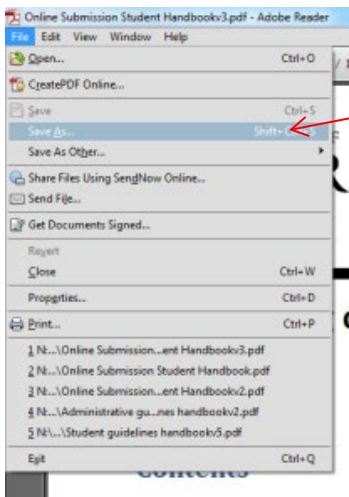 Online Submission Student Handbookv3.pdf - Adobe Reader
File Edit View Window Help
Open... Ctrl+O
CreatePDF Online...
Save Ctrl+S
Save As... Shift+Ctrl+S
Save As Other...
Share Files Using SendNow Online...
Send File...
Get Documents Signed...
Revert
Close Ctrl+W
Properties... Ctrl+D
Print... Ctrl+P
1 N:...\Online Submission...ent Handbookv3.pdf
2 N:...\Online Submission Student Handbook.pdf
3 N:...\Online Submission...ent Handbookv2.pdf
4 N:...\Administrative gu...nes handbookv2.pdf
5 N:\...\Student guidelines handbookv5.pdf
Exit Ctrl+Q
Contents